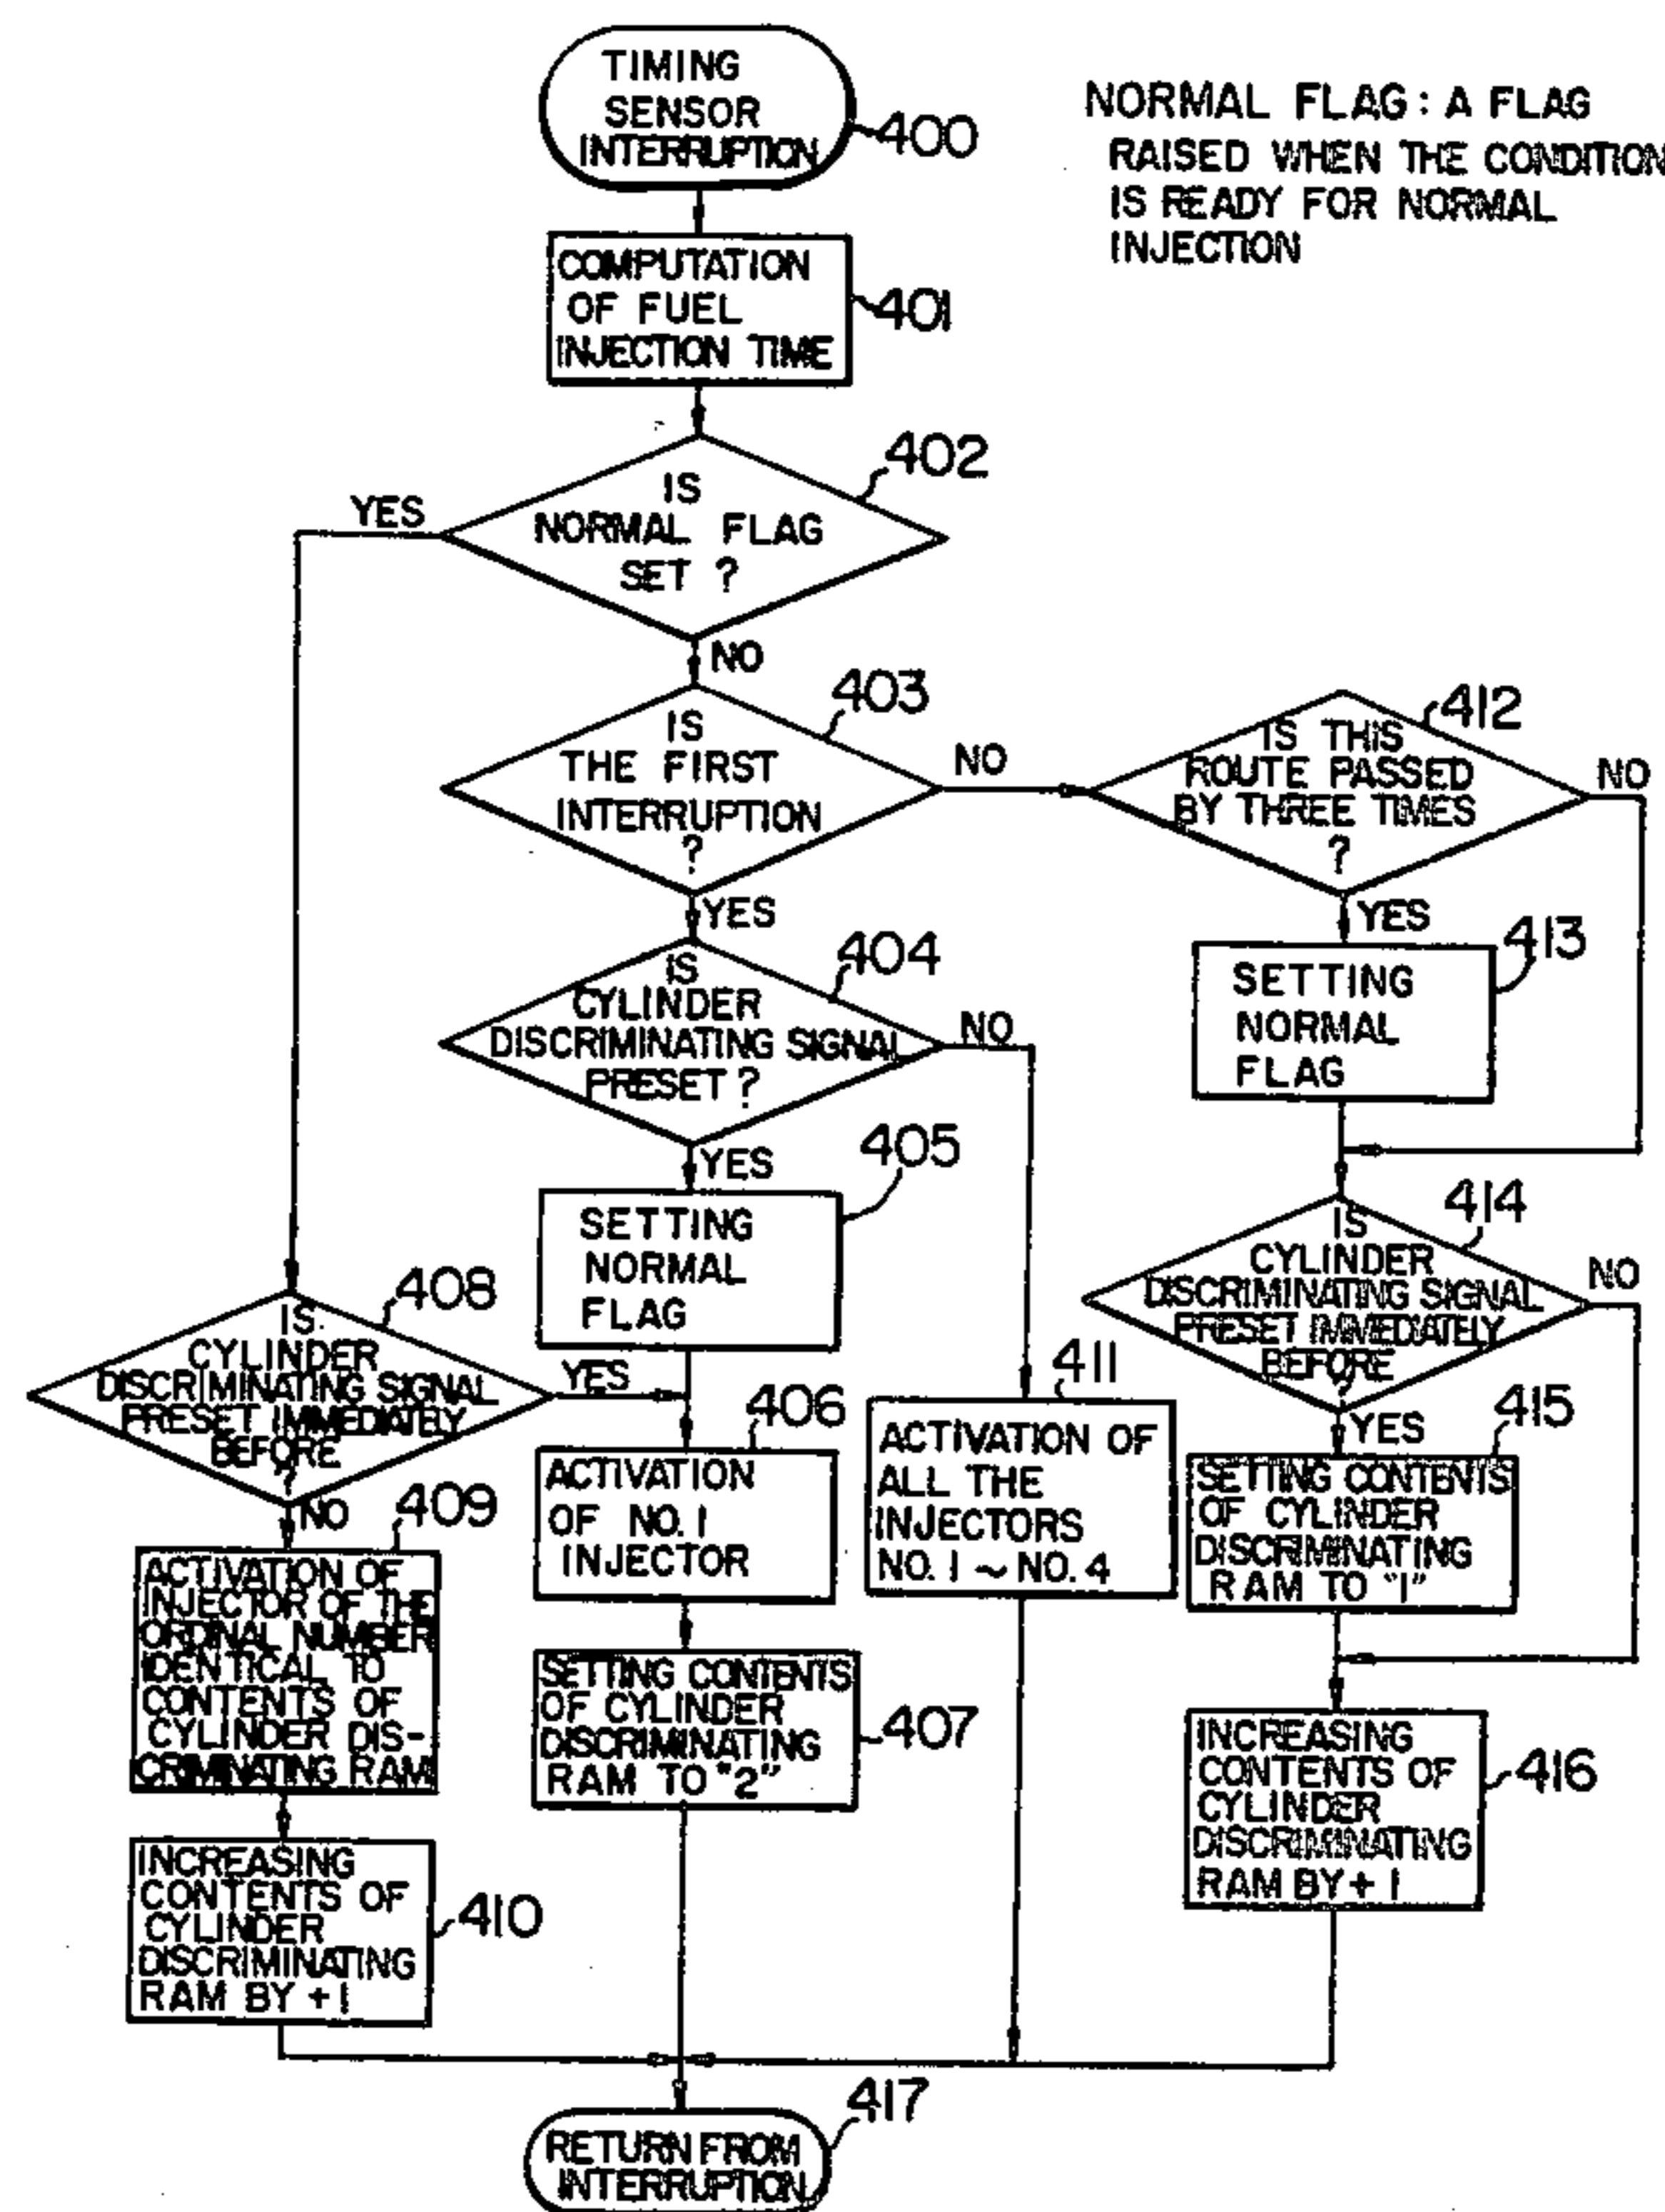 TIMING
SENSOR
INTERRUPTION
400
NORMAL FLAG: A FLAG
RAISED WHEN THE CONDITION
IS READY FOR NORMAL
INJECTION
COMPUTATION
OF FUEL
INJECTION TIME
401
IS
NORMAL FLAG
SET ?
402
YES
NO
IS
THE FIRST
INTERRUPTION
?
403
NO
YES
IS THIS
ROUTE PASSED
BY THREE TIMES
?
412
NO
YES
IS
CYLINDER
DISCRIMINATING SIGNAL
PRESET ?
404
NO
YES
SETTING
NORMAL
FLAG
413
SETTING
NORMAL
FLAG
405
IS
CYLINDER
DISCRIMINATING SIGNAL
PRESET IMMEDIATELY
BEFORE
?
414
NO
YES
IS
CYLINDER
DISCRIMINATING SIGNAL
PRESET IMMEDIATELY
BEFORE
?
408
YES
NO
ACTIVATION
OF NO. 1
INJECTOR
406
ACTIVATION OF
ALL THE
INJECTORS
NO. 1 ~ NO. 4
411
SETTING CONTENTS
OF CYLINDER
DISCRIMINATING
RAM TO "1"
415
ACTIVATION OF
INJECTOR OF THE
ORDINAL NUMBER
IDENTICAL TO
CONTENTS OF
CYLINDER DIS-
CRIMINATING RAM
409
SETTING CONTENTS
OF CYLINDER
DISCRIMINATING
RAM TO "2"
407
INCREASING
CONTENTS OF
CYLINDER
DISCRIMINATING
RAM BY + 1
416
INCREASING
CONTENTS OF
CYLINDER
DISCRIMINATING
RAM BY + 1
410
RETURN FROM
INTERRUPTION
417